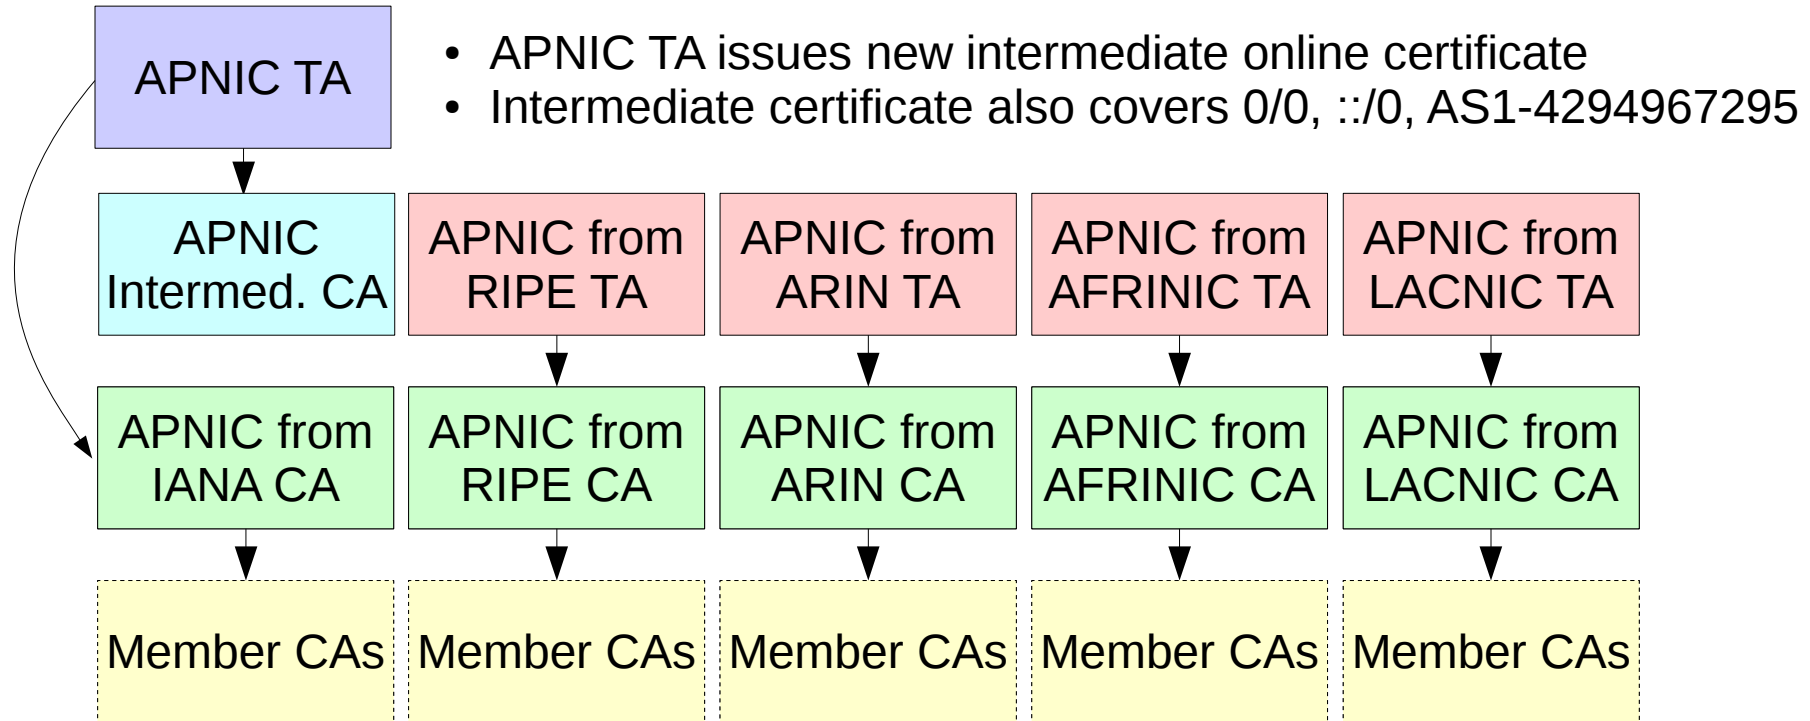 APNIC TA
• APNIC TA issues new intermediate online certificate
• Intermediate certificate also covers 0/0, ::/0, AS1-4294967295
APNIC
Intermed. CA
APNIC from
RIPE TA
APNIC from
ARIN TA
APNIC from
AFRINIC TA
APNIC from
LACNIC TA
APNIC from
IANA CA
APNIC from
RIPE CA
APNIC from
ARIN CA
APNIC from
AFRINIC CA
APNIC from
LACNIC CA
Member CAs
Member CAs
Member CAs
Member CAs
Member CAs